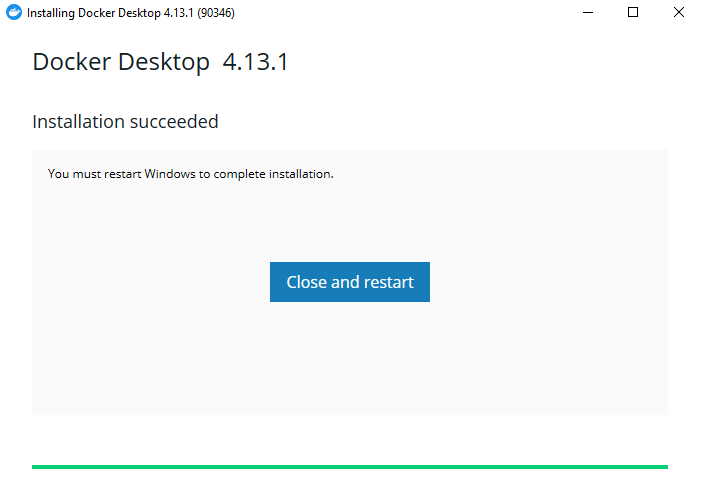 Installing Docker Desktop 4.13.1 (90346)
Docker Desktop 4.13.1
Installation succeeded
You must restart Windows to complete installation.
Close and restart